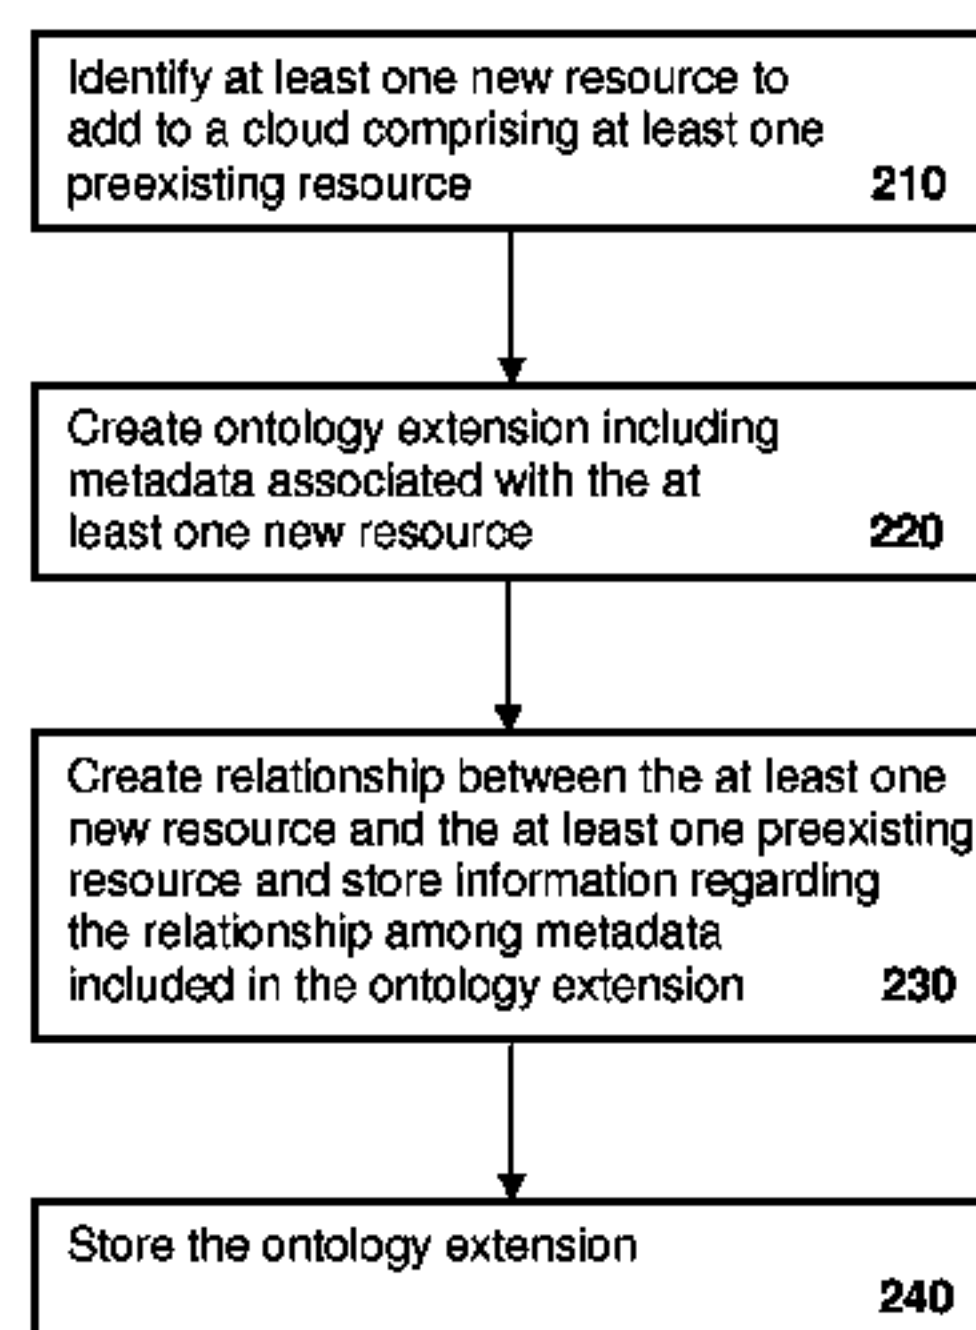 Identify at least one new resource to
add to a cloud comprising at least one
preexisting resource 210
Create ontology extension including
metadata associated with the at
least one new resource 220
Create relationship between the at least one
new resource and the at least one preexisting
resource and store information regarding
the relationship among metadata
included in the ontology extension 230
Store the ontology extension
240